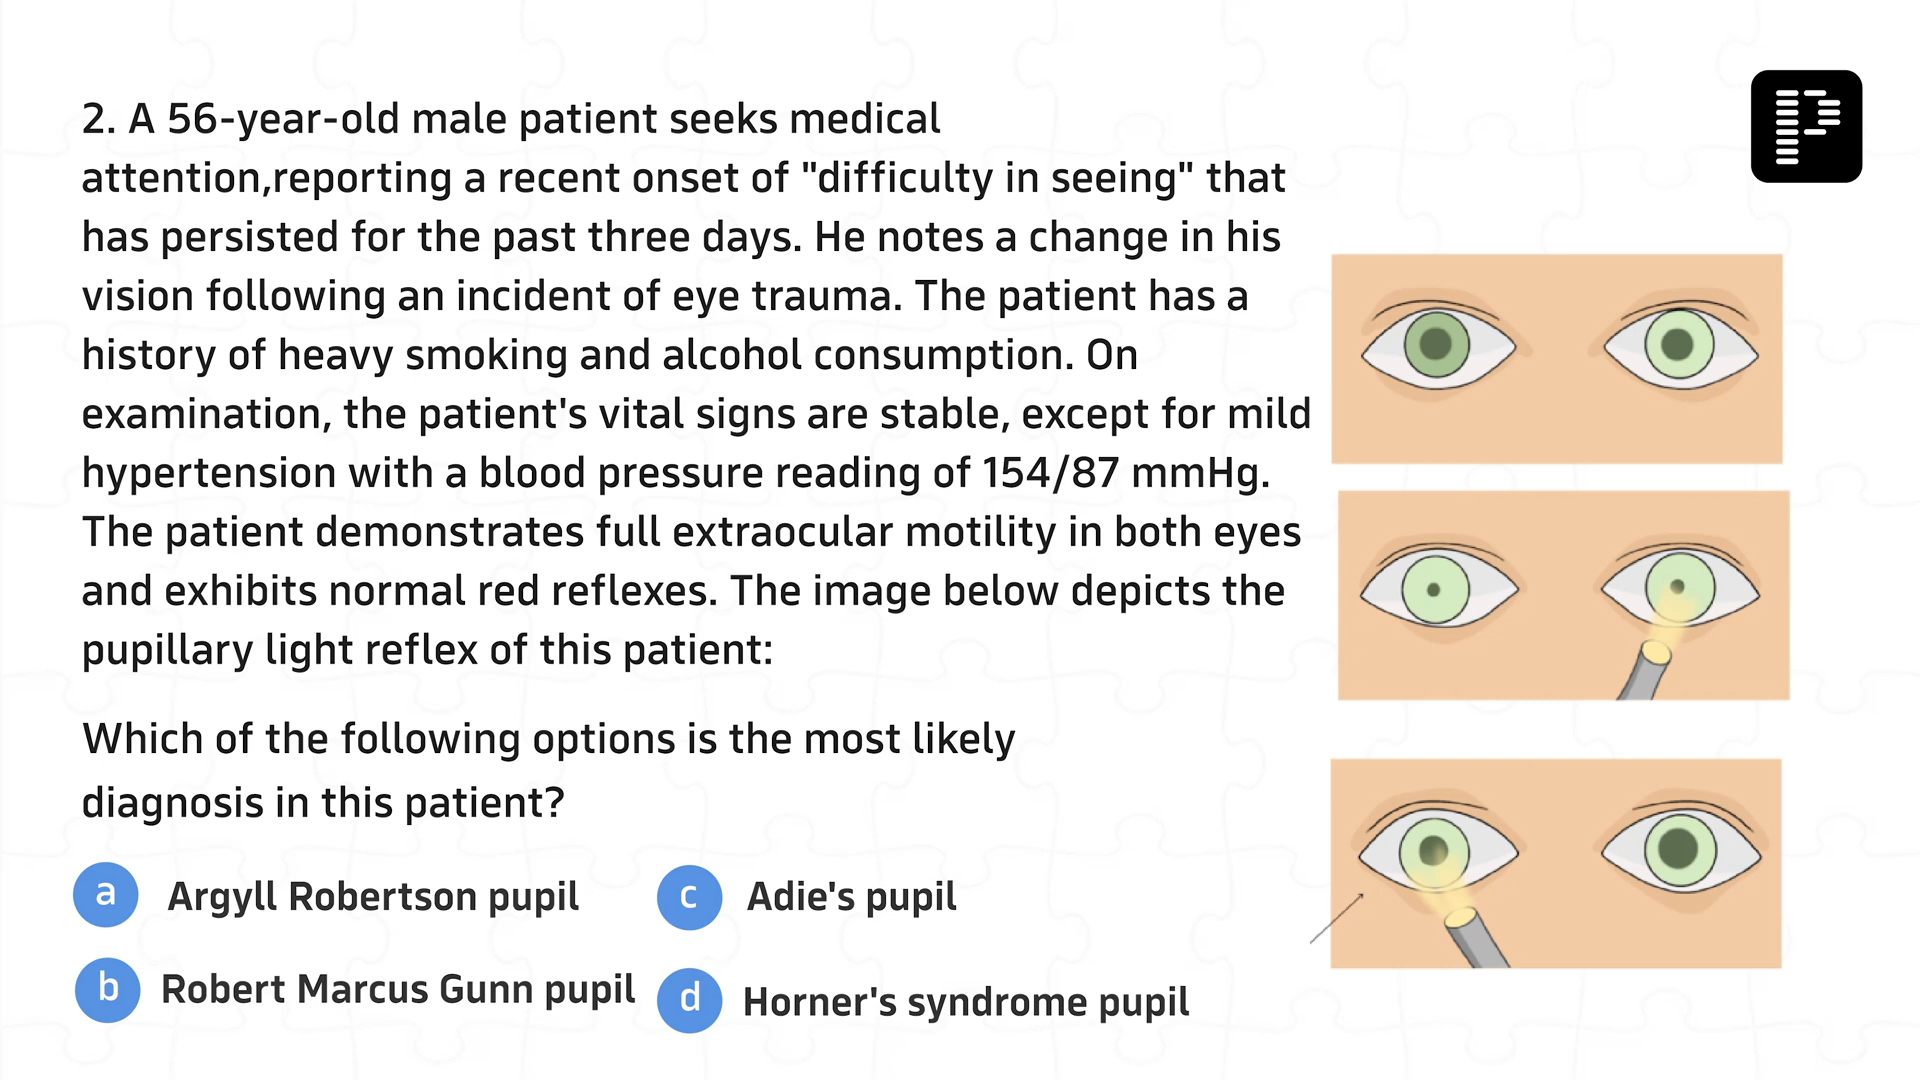 2. A 56-year-old male patient seeks medical
attention,reporting a recent onset of "difficulty in seeing" that
has persisted for the past three days. He notes a change in his
vision following an incident of eye trauma. The patient has a
history of heavy smoking and alcohol consumption. On
examination, the patient's vital signs are stable, except for mild
hypertension with a blood pressure reading of 154/87 mmHg.
The patient demonstrates full extraocular motility in both eyes
and exhibits normal red reflexes. The image below depicts the
pupillary light reflex of this patient:
Which of the following options is the most likely
diagnosis in this patient?
a Argyll Robertson pupil
b Robert Marcus Gunn pupil
c Adie's pupil
d Horner's syndrome pupil
P